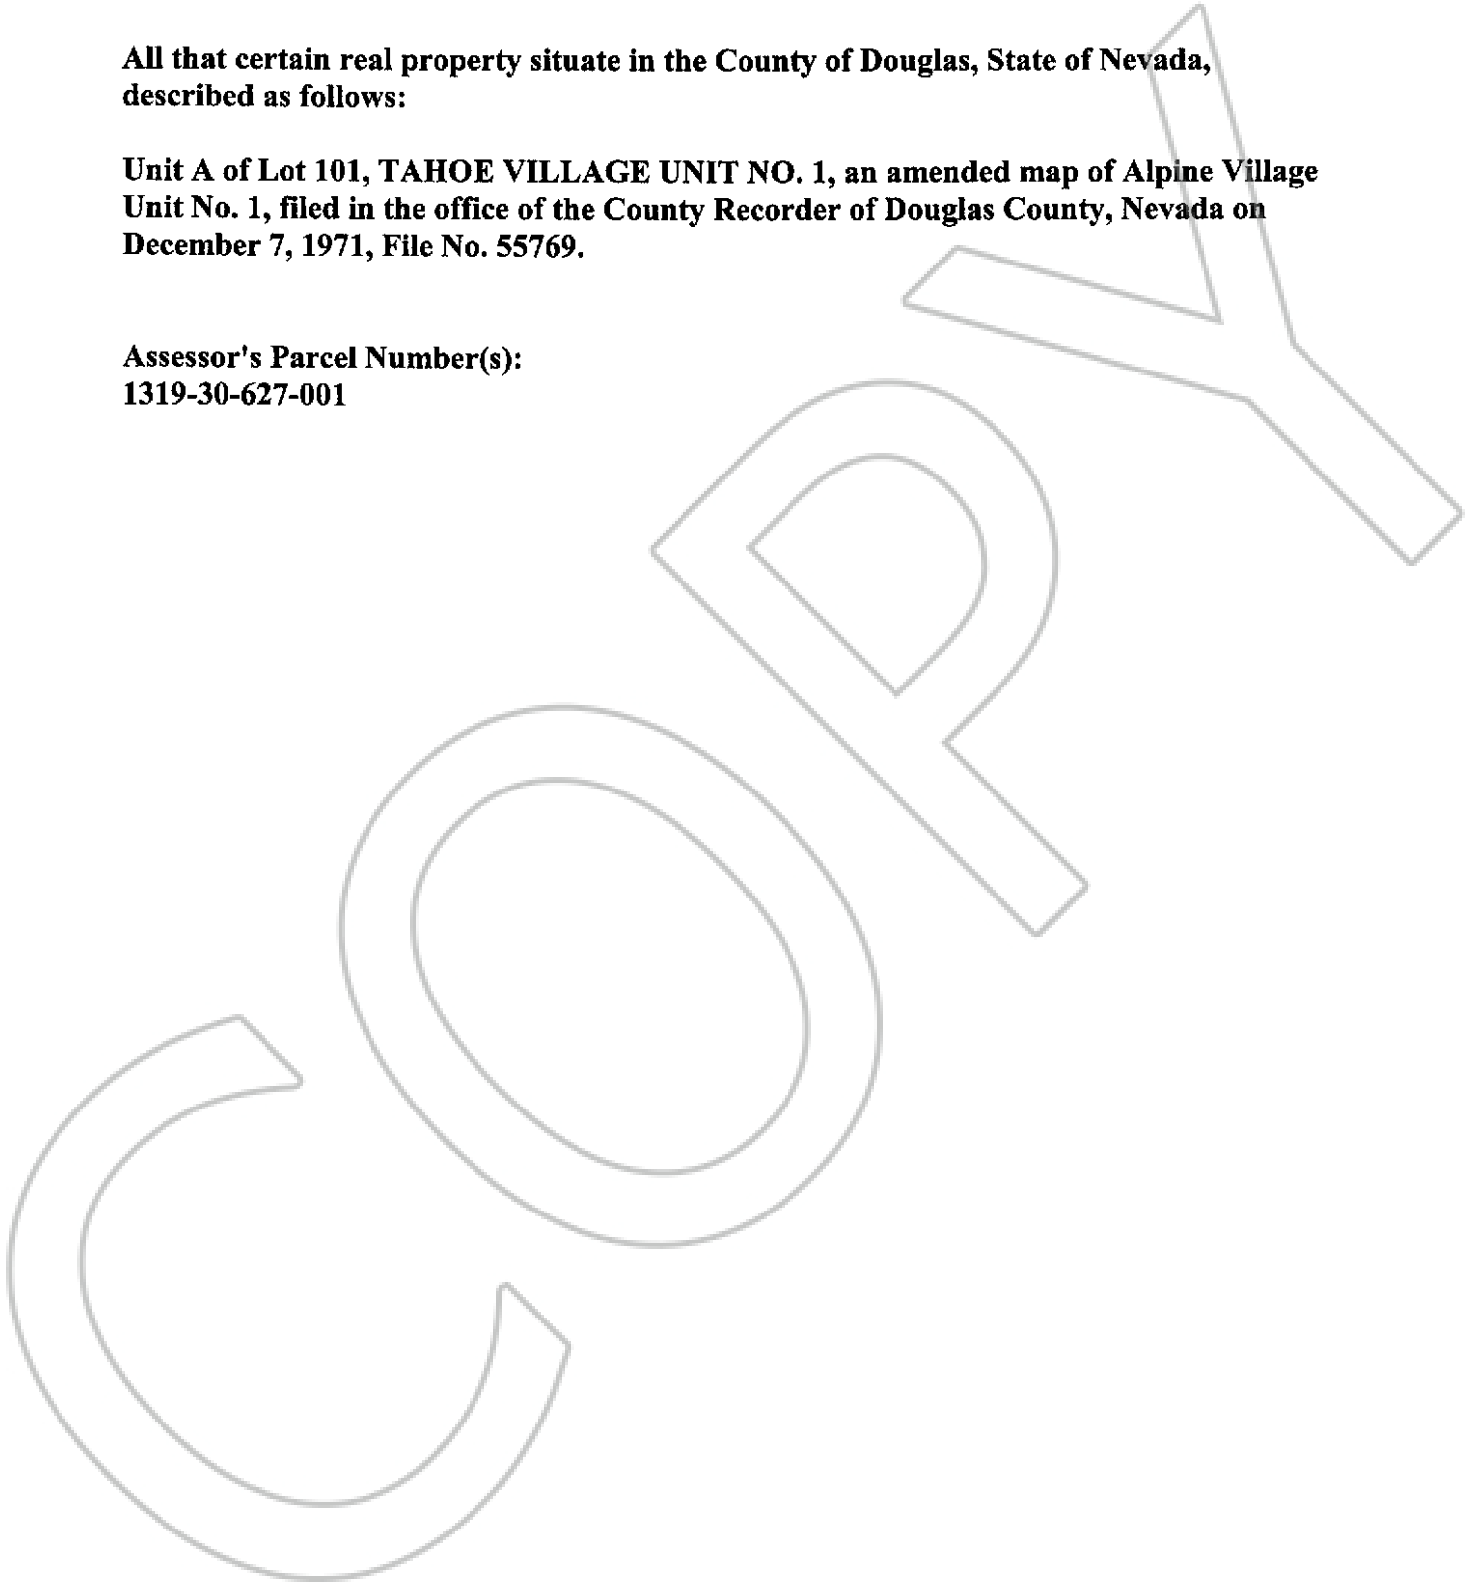 All that certain real property situate in the County of Douglas, State of Nevada,
described as follows:
Unit A of Lot 101, TAHOE VILLAGE UNIT NO. 1, an amended map of Alpine Village
Unit No. 1, filed in the office of the County Recorder of Douglas County, Nevada on
December 7, 1971, File No. 55769.
Assessor's Parcel Number(s):
1319-30-627-001
COPY